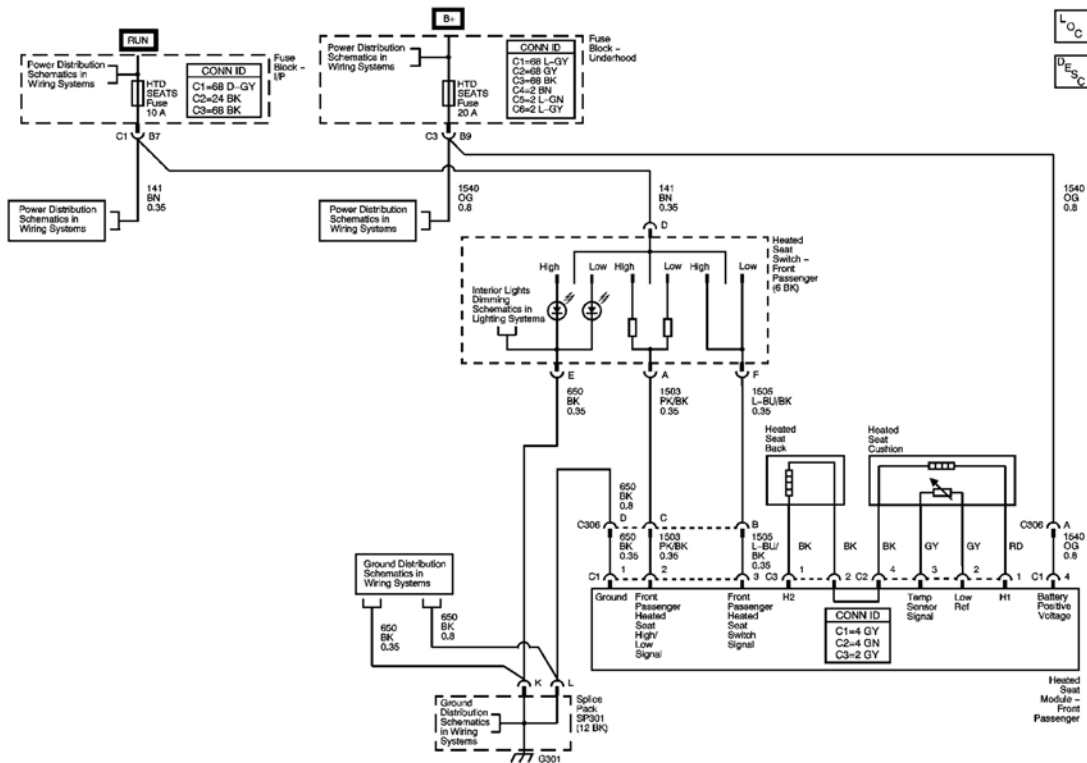 RUN
B+
L
O
C
D
E
S
C
Power Distribution
Schematics in
Wiring Systems
HTD
SEATS
Fuse
10 A
CONN ID
C1=68 D-GY
C2=24 BK
C3=68 BK
Fuse
Block –
I/P
Power Distribution
Schematics in
Wiring Systems
HTD
SEATS
Fuse
20 A
CONN ID
C1=68 L-GY
C2=68 GY
C3=68 BK
C4=2 BN
C5=2 L-GN
C6=2 L-GY
Fuse
Block –
Underhood
C1 B7
C3 B9
141
BN
0.35
Power Distribution
Schematics in
Wiring Systems
1540
OG
0.8
Power Distribution
Schematics in
Wiring Systems
141
BN
0.35
D
1540
OG
0.8
Heated
Seat
Switch –
Front
Passenger
(6 BK)
High Low High Low High Low
Interior Lights
Dimming
Schematics in
Lighting Systems
E A F
650
BK
0.35
1503
PK/BK
0.35
1505
L-BU/BK
0.35
Heated
Seat
Back
Heated
Seat
Cushion
650
BK
0.8
C306 D C B
C306 A
650
BK
0.35
1503
PK/BK
0.35
1505
L-BU/
BK
0.35
BK BK BK GY GY RD
1540
OG
0.8
C1 1 2 3 C3 1 2 C2 4 3 2 1 C1 4
Ground
Front
Passenger
Heated
Seat
High/
Low
Signal
Front
Passenger
Heated
Seat
Switch
Signal
H2
CONN ID
C1=4 GY
C2=4 GN
C3=2 GY
Temp
Sensor
Signal
Low
Ref
H1
Battery
Positive
Voltage
Heated
Seat
Module –
Front
Passenger
Ground Distribution
Schematics in
Wiring Systems
650
BK
0.35
650
BK
0.8
K L
Ground
Distribution
Schematics
in Wiring
Systems
Splice
Pack
SP301
(12 BK)
G301